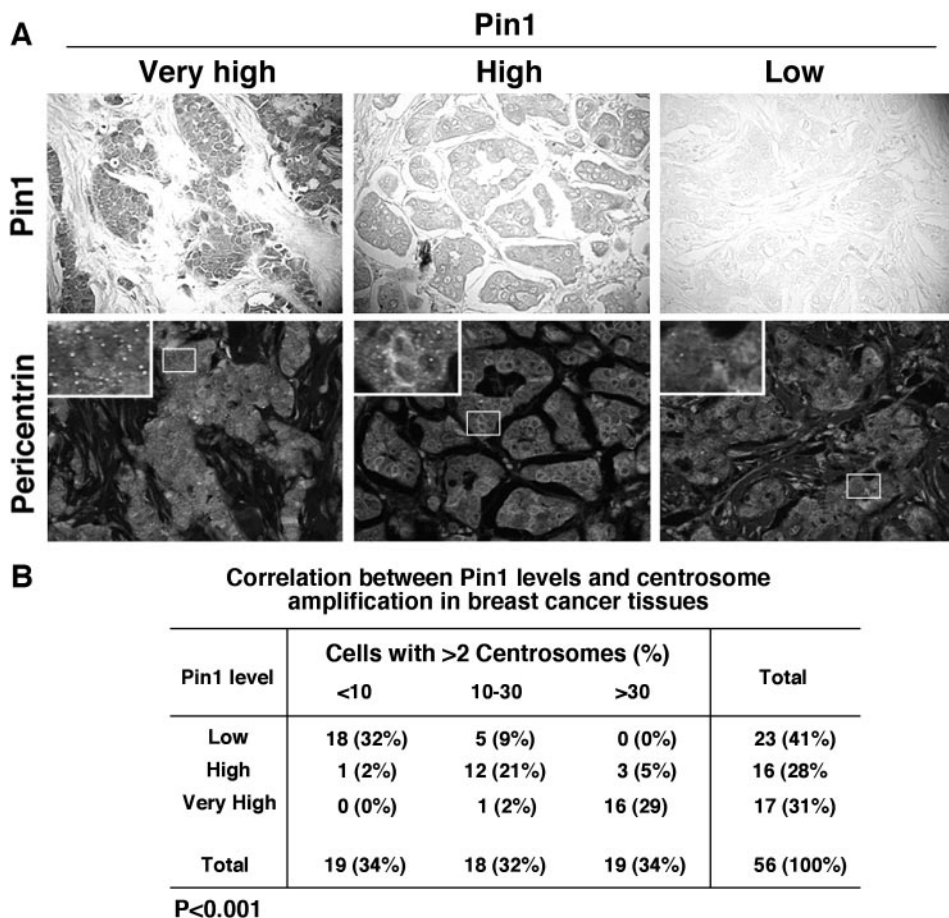 A
Pin1
Very high High Low
Pin1
Pericentrin
B
Correlation between Pin1 levels and centrosome
amplification in breast cancer tissues
Pin1 level Cells with >2 Centrosomes (%) Total
<10 10-30 >30
Low 18 (32%) 5 (9%) 0 (0%) 23 (41%)
High 1 (2%) 12 (21%) 3 (5%) 16 (28%
Very High 0 (0%) 1 (2%) 16 (29) 17 (31%)
Total 19 (34%) 18 (32%) 19 (34%) 56 (100%)
P<0.001